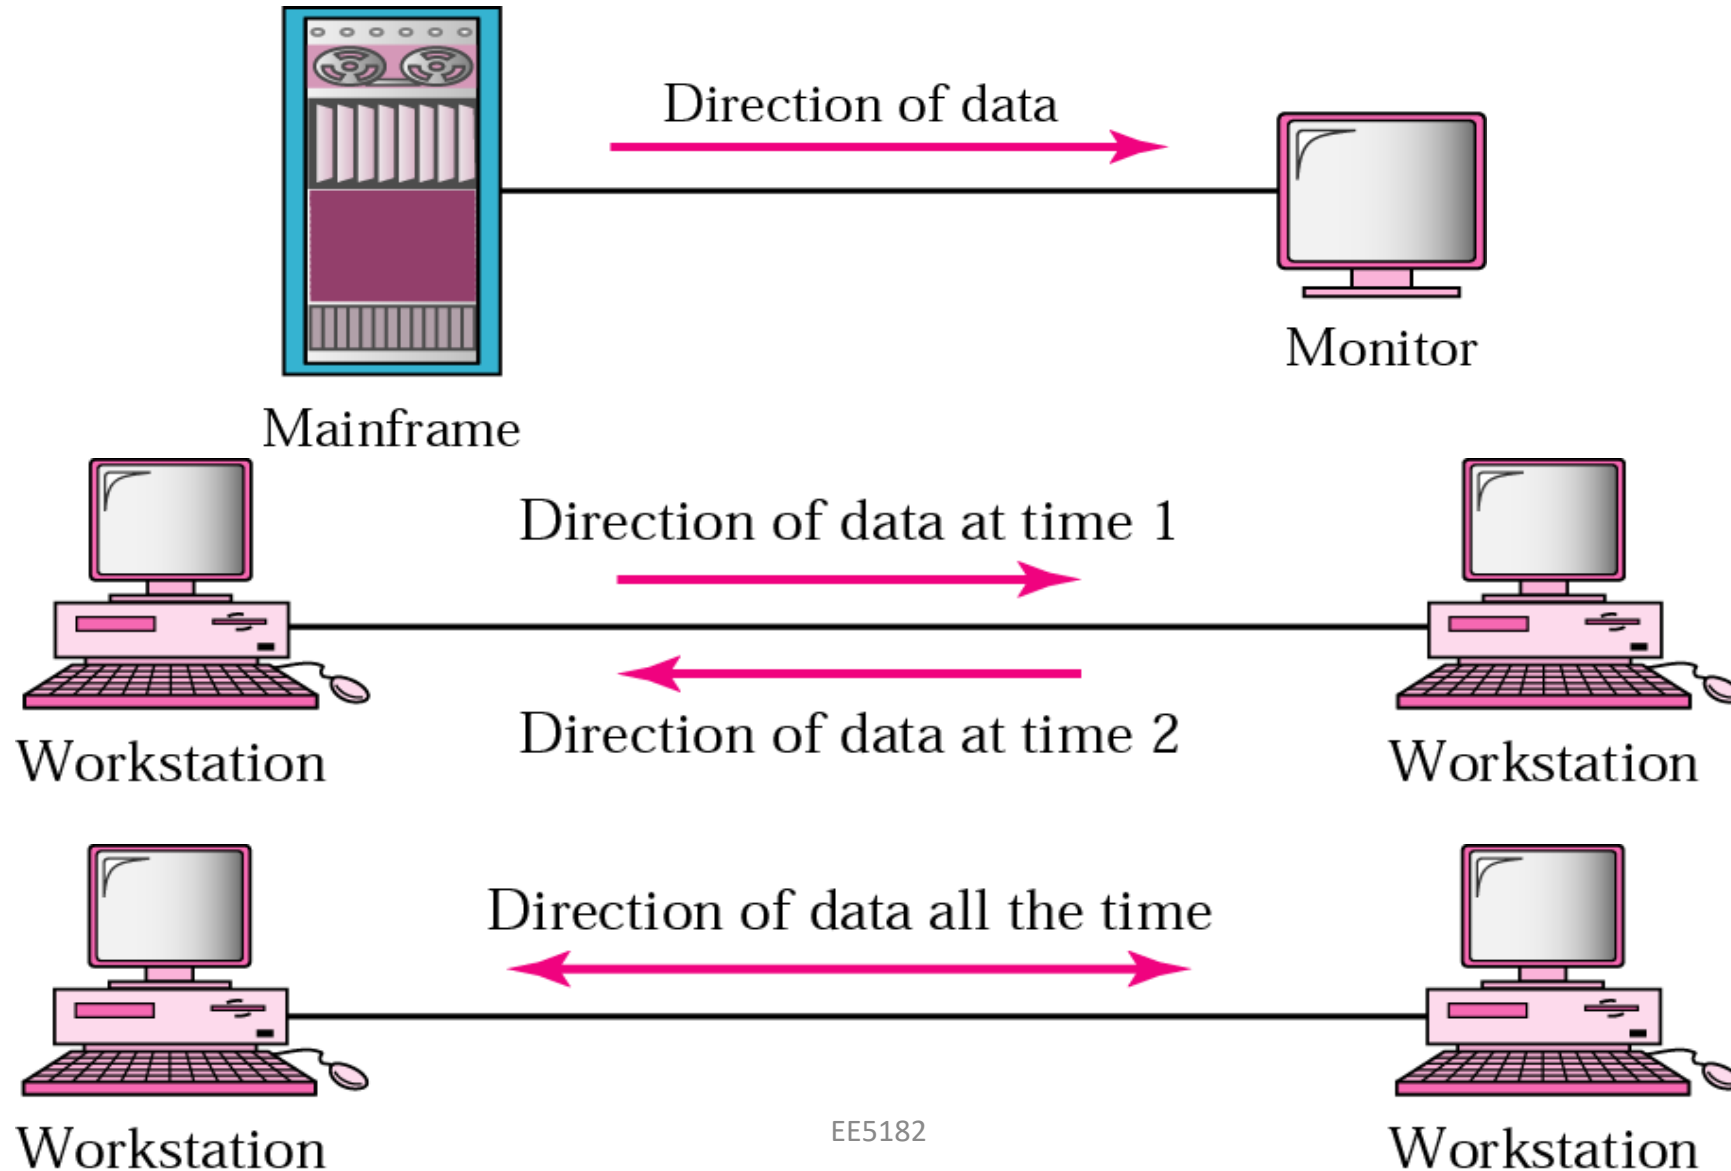 Direction of data
Monitor
Mainframe
Direction of data at time 1
Direction of data at time 2
Workstation
Workstation
Direction of data all the time
EE5182
Workstation
Workstation